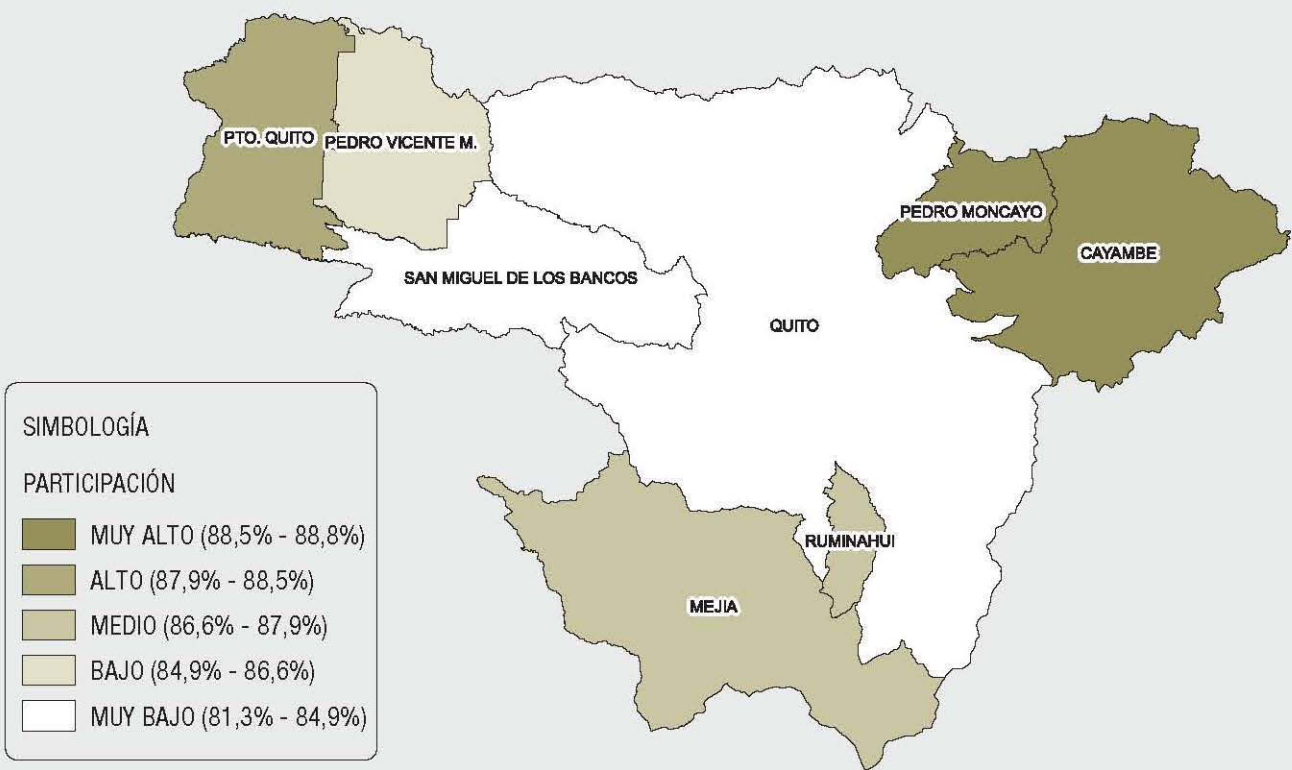 PTO. QUITO
PEDRO VICENTE M.
PEDRO MONCAYO
CAYAMBE
SAN MIGUEL DE LOS BANCOS
QUITO
RUMINAHUI
MEJIA
SIMBOLOGÍA
PARTICIPACIÓN
MUY ALTO (88,5% - 88,8%)
ALTO (87,9% - 88,5%)
MEDIO (86,6% - 87,9%)
BAJO (84,9% - 86,6%)
MUY BAJO (81,3% - 84,9%)